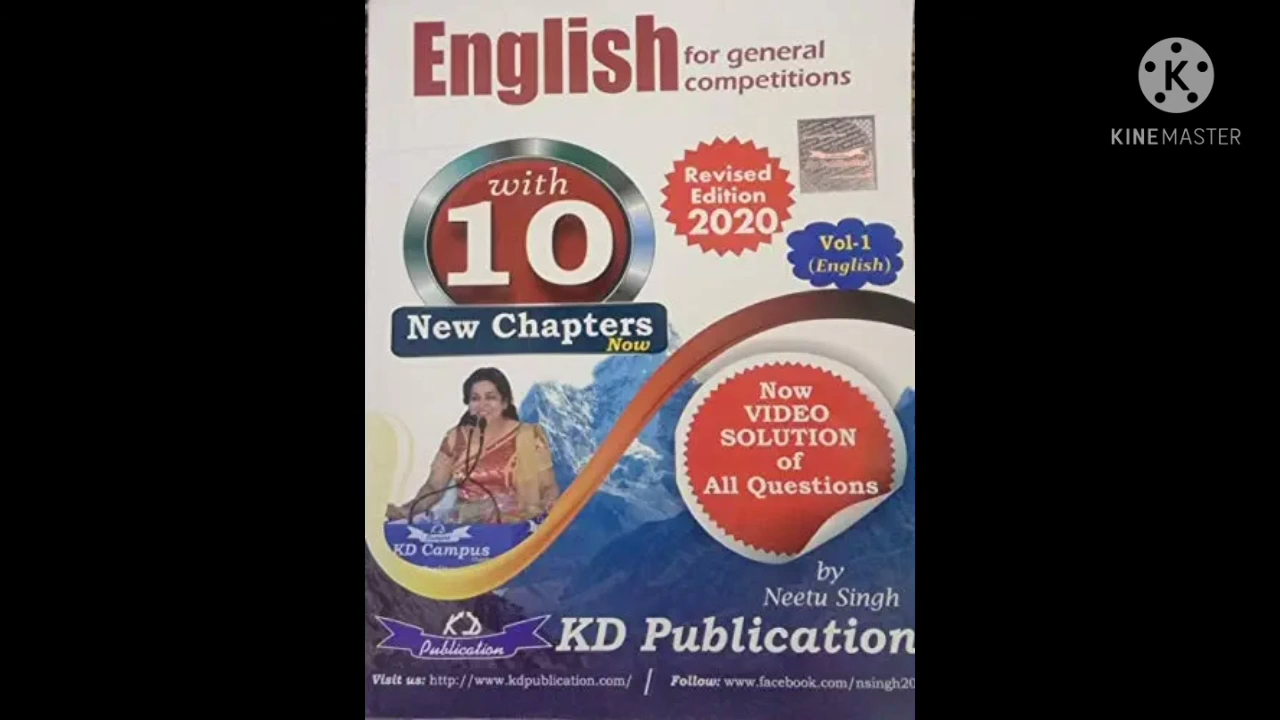 English for general
competitions
with
10
New Chapters
Now
Revised
Edition
2020
Vol-1
(English)
Now
VIDEO
SOLUTION
of
All Questions
KD Campus
by
Neetu Singh
KD
Publication
KD Publication
Visit us: http://www.kdpublication.com/ | Follow: www.facebook.com/nsingh20
K
KINEMASTER